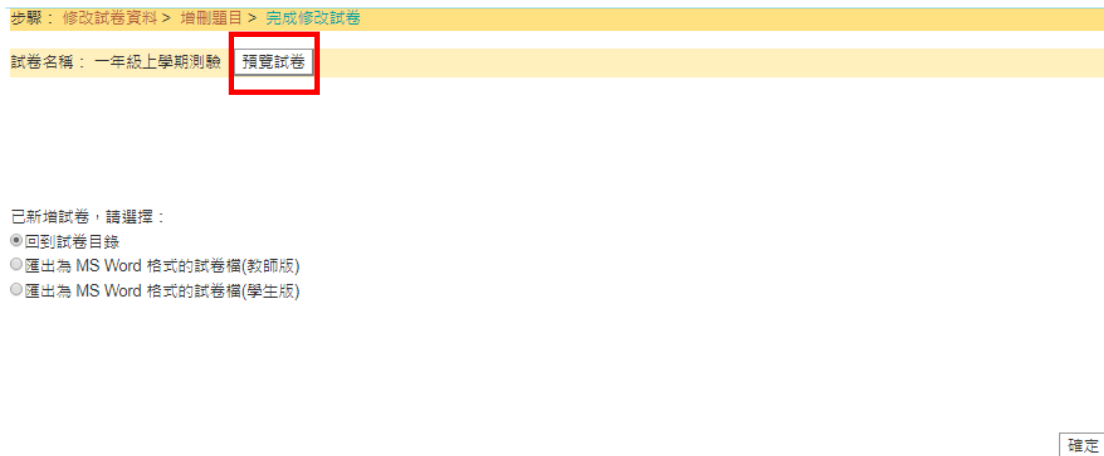 步驟： 修改試卷資料 > 增刪題目 > 完成修改試卷
試卷名稱： 一年級上學期測驗 預覽試卷
已新增試卷，請選擇：
回到試卷目錄
匯出為 MS Word 格式的試卷檔(教師版)
匯出為 MS Word 格式的試卷檔(學生版)
確定